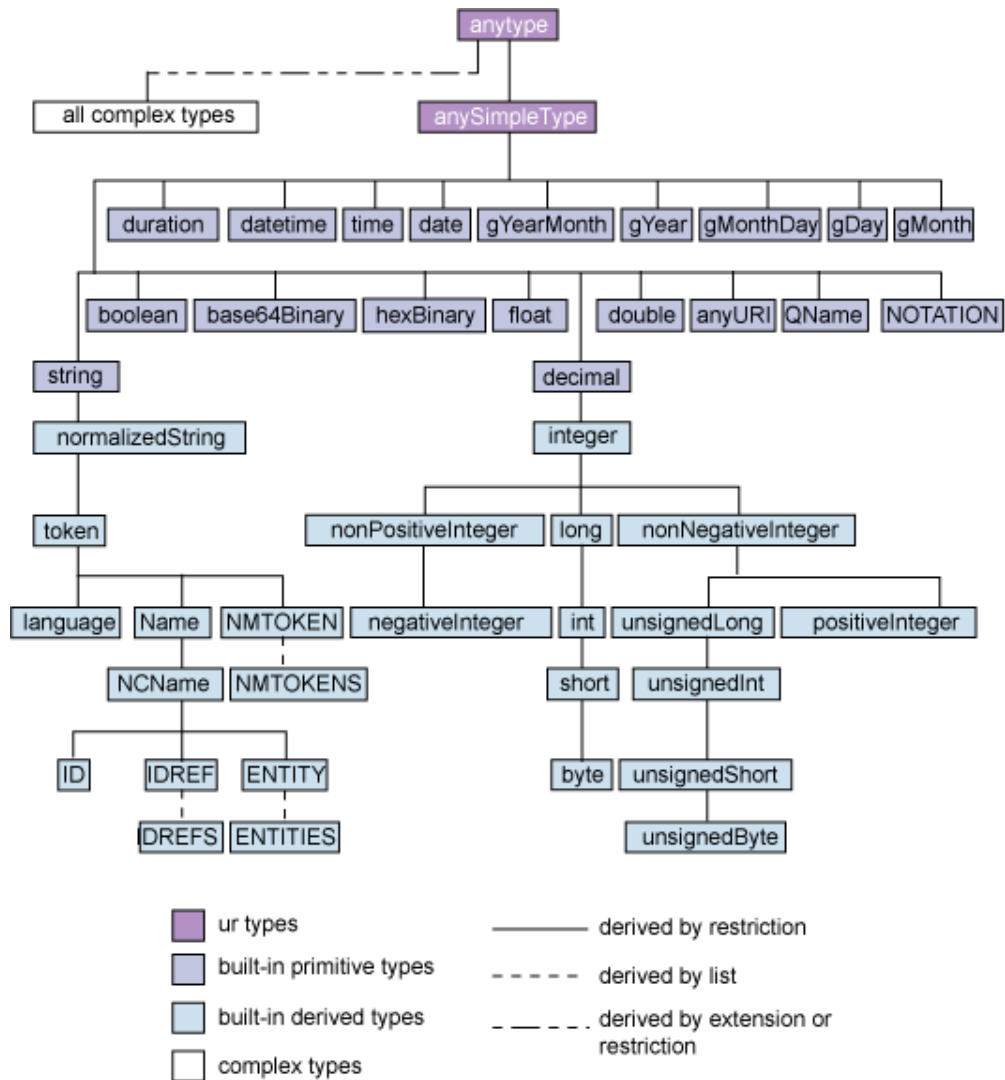 anytype
all complex types
anySimpleType
duration
datetime
time
date
gYearMonth
gYear
gMonthDay
gDay
gMonth
boolean
base64Binary
hexBinary
float
double
anyURI
QName
NOTATION
string
decimal
normalizedString
integer
token
nonPositiveInteger
long
nonNegativeInteger
language
Name
NMTOKEN
negativeInteger
int
unsignedLong
positiveInteger
NCName
NMTOKENS
short
unsignedInt
ID
IDREF
ENTITY
byte
unsignedShort
IDREFS
ENTITIES
unsignedByte
ur types
built-in primitive types
built-in derived types
complex types
derived by restriction
derived by list
derived by extension or
restriction